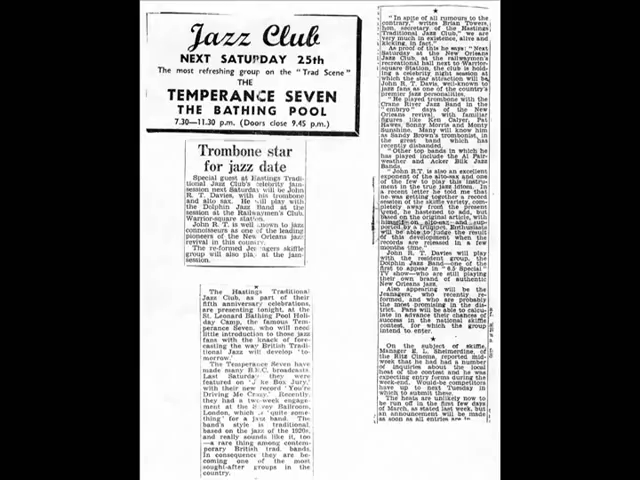 Jazz Club
NEXT SATURDAY 25th
The most refreshing group on the "Trad Scene"
THE
TEMPERANCE SEVEN
THE BATHING POOL
7.30—11.30 p.m. (Doors close 9.45 p.m.)
Trombone star
for jazz date
Special guest at Hastings Traditional
Jazz Club's celebrity jam-
session next Saturday will be John
R. T. Davies, with his trombone
and alto sax. He will play with
the Dolphin Jazz Band at the
session at the Railwaymen's Club,
Warrior-square station.
John R. T. is well known to jazz
connoisseurs as one of the leading
pioneers of the New Orleans jazz
revival in this country.
The re-formed Jeanagers skiffle
group will also play at the jam-
session.
The Hastings Traditional
Jazz Club, as part of their
fifth anniversary celebrations,
are presenting tonight, at the
St. Leonard Bathing Pool Holi-
day Camp, the famous Tem-
perance Seven, who will need
little introduction to those jazz
fans with the knack of fore-
casting the way British Tradi-
tional Jazz will develop 'to-
morrow.'
The Temperance Seven have
made many B.B.C. broadcasts.
Last Saturday they were
featured on 'Juke Box Jury,'
with their new record 'You're
Driving Me Crazy.' Recently,
they had a two-week engage-
ment at the Savoy Ballroom,
London, which is 'quite some-
thing' for a jazz band. The
band's style is traditional,
based on the jazz of the 1920s,
and really sounds like it, too
—a rare thing among contem-
porary British trad. bands.
In consequence they are be-
coming one of the most
sought-after groups in the
country.
"In spite of all rumours to the
contrary," writes Brian Towers,
hon. secretary of the Hastings
Traditional Jazz Club, "we are
very much in existence, alive and
kicking, in fact."
As proof of this he says: "Next
Saturday at the New Orleans
Jazz Club, at the railwaymen's
recreational hall next to Warrior-
square Station, the club is hold-
ing a celebrity night session at
which the star attraction will be
John R. T. Davies, well-known to
jazz fans as one of the country's
premier jazz personalities.
"He played trombone with the
Crane River Jazz Band in the
"embryo" days of the New
Orleans revival, with familiar
figures like Ken Colyer, Pat
Hawes, Sonny Morris and Monty
Sunshine. Many will know him
as Sandy Brown's trombonist, in
the great band which has
recently disbanded.
"Other top bands in which he
has played include the Al Fair-
weather and Acker Bilk Jazz
Bands.
"John R.T. is also an excellent
exponent of the alto-sax and one
of the few to play this instru-
ment in the true jazz idiom. In
a recent letter he told me that
he was getting together a record
session of the skiffle variety, com-
pletely away from the present
trend, he hastened to add, but
based on the original artists, with
himself on alto-sax and sup-
ported by a trumpet. Enthusiasts
will be able to judge the result
of this development when the
records are released in a few
months time."
John R. T. Davies will play
with the resident group, the
Dolphin Jazz Band—one of the
first to appear in "6.5 Special"
TV show—who are still playing
their own brand of authentic
New Orleans jazz.
Also appearing will be the
Jeanagers, who recently re-
formed, and who are probably
the most promising in the dis-
trict. Fans will be able to calcu-
late in advance their chances of
success in the national skiffle
contest, for which the group
intend to enter.
On the subject of skiffle,
Manager E. L. Shelmerdine, of
the Ritz Cinema, reported mid-
week that he had had a number
of inquiries about the local
heat of the contest and he was
expecting entry forms during the
week-end. Would-be competitors
have up to next Tuesday in
which to submit these.
The heats are unlikely now to
be run off in the first few days
of March, as stated last week, but
an announcement will be made
as soon as all entries are in.